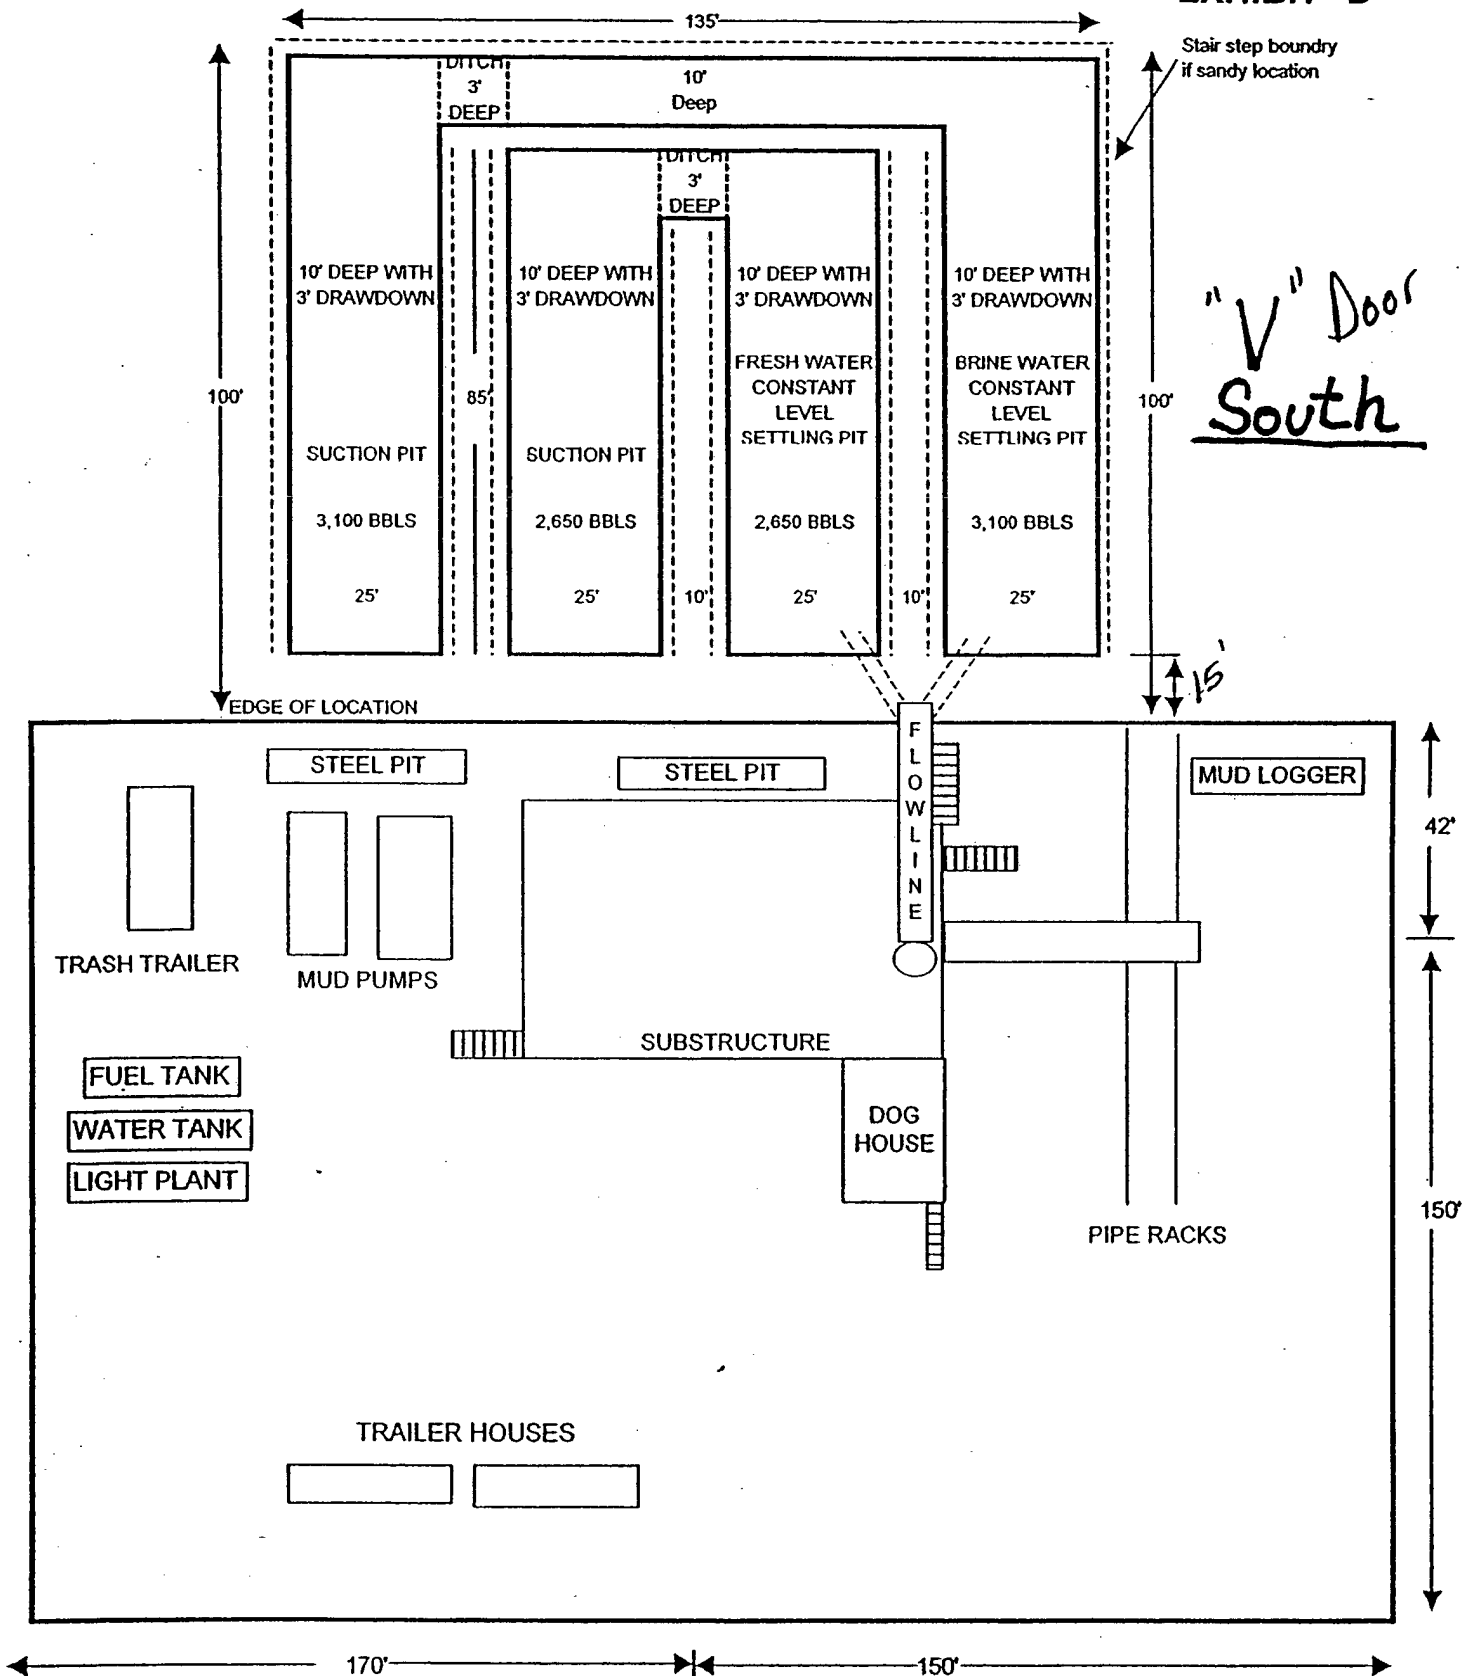 135'
Stair step boundry
if sandy location
DITCH
3'
DEEP
10'
Deep
DITCH
3'
DEEP
10' DEEP WITH
3' DRAWDOWN
10' DEEP WITH
3' DRAWDOWN
10' DEEP WITH
3' DRAWDOWN
10' DEEP WITH
3' DRAWDOWN
"V" Door
South
FRESH WATER
CONSTANT
LEVEL
SETTLING PIT
BRINE WATER
CONSTANT
LEVEL
SETTLING PIT
100'
85'
100'
SUCTION PIT
SUCTION PIT
3,100 BBLS
2,650 BBLS
2,650 BBLS
3,100 BBLS
25'
25'
10'
25'
10'
25'
15'
EDGE OF LOCATION
FLOWLINE
STEEL PIT
STEEL PIT
MUD LOGGER
42'
TRASH TRAILER
MUD PUMPS
SUBSTRUCTURE
FUEL TANK
WATER TANK
LIGHT PLANT
DOG
HOUSE
150'
PIPE RACKS
TRAILER HOUSES
170'
150'